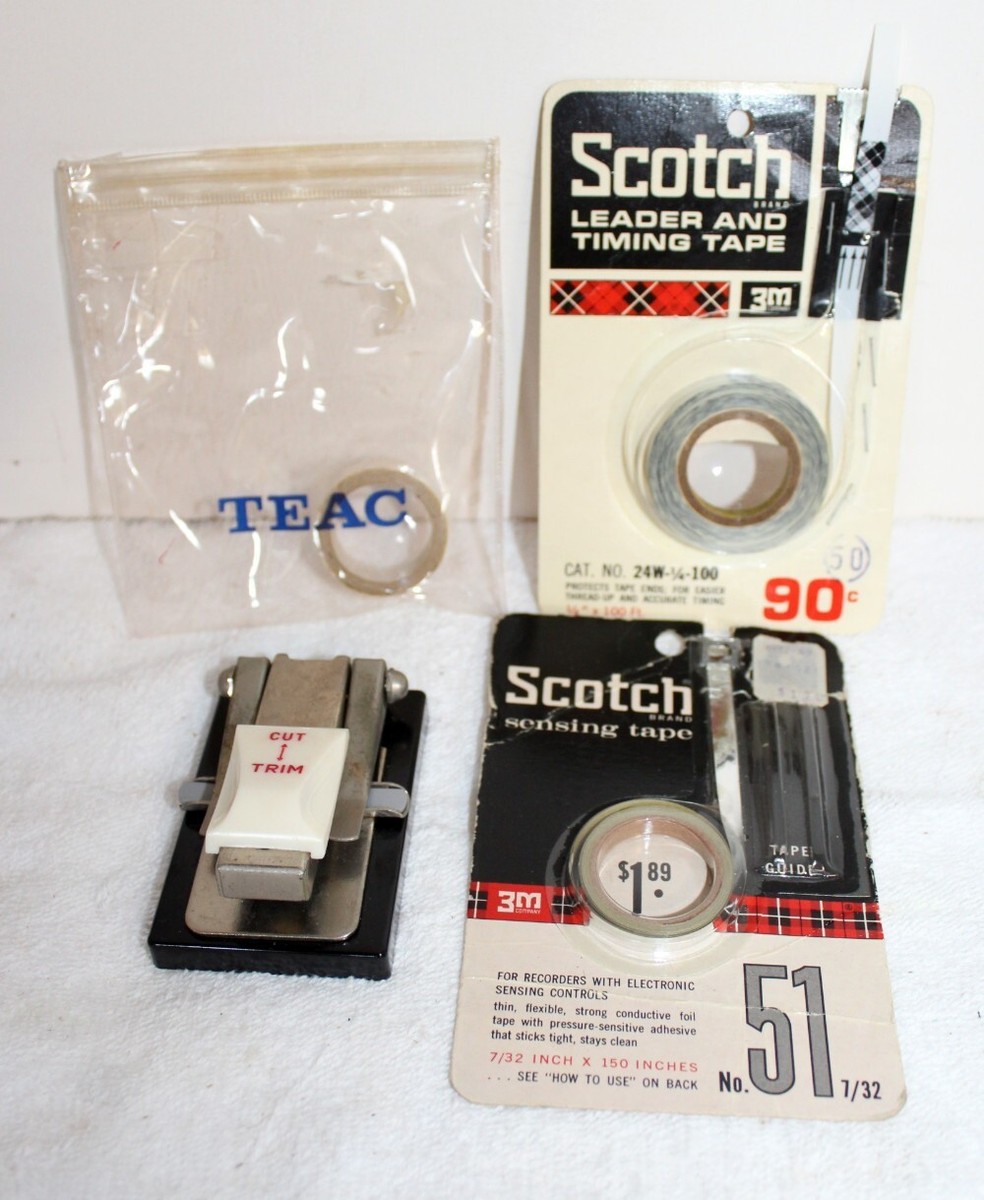 TEAC
Scotch
BRAND
LEADER AND
TIMING TAPE
3M
CAT. NO. 24W-¼-100
PROTECTS TAPE ENDS; FOR EASIER
THREAD-UP AND ACCURATE TIMING
¼" x 100 Ft.
50
90c
CUT
TRIM
Scotch
BRAND
sensing tape
TAPE
GUIDE
$1.89
3M
COMPANY
FOR RECORDERS WITH ELECTRONIC
SENSING CONTROLS
thin, flexible, strong conductive foil
tape with pressure-sensitive adhesive
that sticks tight, stays clean
7/32 INCH X 150 INCHES
. . . SEE "HOW TO USE" ON BACK
No. 51 7/32